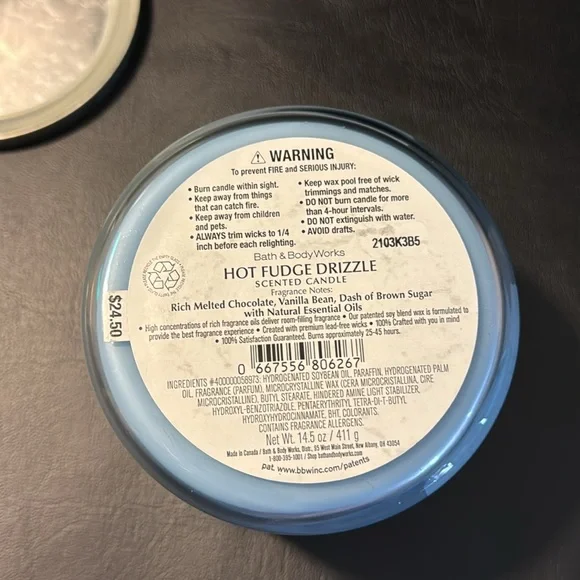 ⚠ WARNING
To prevent FIRE and SERIOUS INJURY:
• Burn candle within sight.
• Keep away from things
that can catch fire.
• Keep away from children
and pets.
• ALWAYS trim wicks to 1/4
inch before each relighting.
• Keep wax pool free of wick
trimmings and matches.
• DO NOT burn candle for more
than 4-hour intervals.
• DO NOT extinguish with water.
• AVOID drafts.
2103K3B5
Bath & Body Works
HOT FUDGE DRIZZLE
SCENTED CANDLE
Fragrance Notes:
Rich Melted Chocolate, Vanilla Bean, Dash of Brown Sugar
with Natural Essential Oils
• High concentrations of rich fragrance oils deliver room-filling fragrance • Our patented soy blend wax is formulated to
provide the best fragrance experience • Created with premium lead-free wicks • 100% Crafted with you in mind
• 100% Satisfaction Guaranteed. Burns approximately 25-45 hours.
$24.50
0 667556 806267
INGREDIENTS #400000058973: HYDROGENATED SOYBEAN OIL, PARAFFIN, HYDROGENATED PALM
OIL, FRAGRANCE (PARFUM), MICROCRYSTALLINE WAX (CERA MICROCRISTALLINA, CIRE
MICROCRISTALLINE), BUTYL STEARATE, HINDERED AMINE LIGHT STABILIZER,
HYDROXYL-BENZOTRIAZOLE, PENTAERYTHRITYL TETRA-DI-T-BUTYL
HYDROXYHYDROCINNAMATE, BHT, COLORANTS.
CONTAINS FRAGRANCE ALLERGENS.
Net Wt. 14.5 oz / 411 g
Made in Canada / Bath & Body Works, Distr., 95 West Main Street, New Albany, OH 43054
1-800-395-1001 / Shop bathandbodyworks.com
pat. www.bbwinc.com/patents